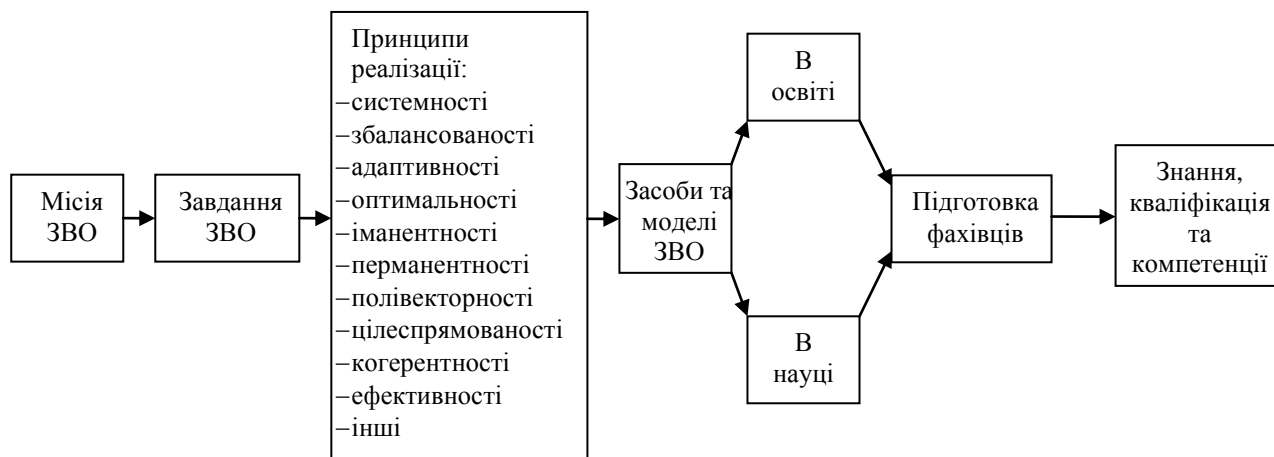 Місія
ЗВО
Завдання
ЗВО
Принципи
реалізації:
–системності
–збалансованості
–адаптивності
–оптимальності
–іманентності
–перманентності
–полівекторності
–цілеспрямованості
–когерентності
–ефективності
–інші
Засоби та
моделі
ЗВО
В
освіті
В
науці
Підготовка
фахівців
Знання,
кваліфікація
та
компетенції